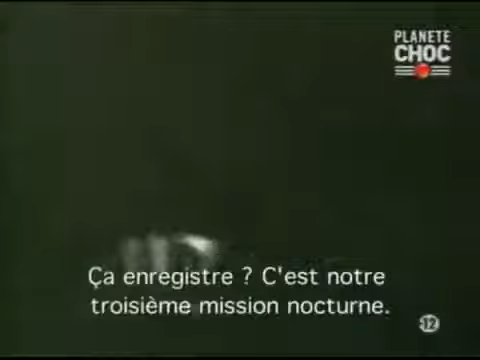 PLANETE
CHOC
Ça enregistre ? C'est notre
troisième mission nocturne.
-12